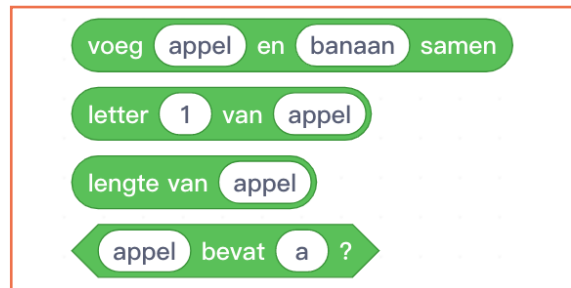 voeg appel en banaan samen
letter 1 van appel
lengte van appel
appel bevat a ?